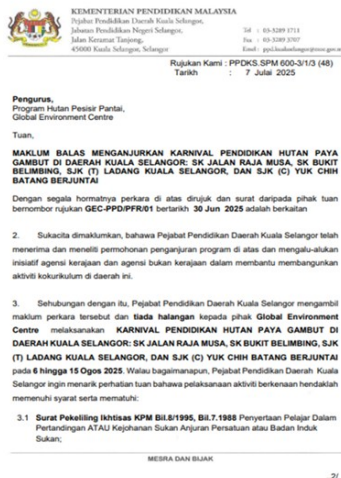 KEMENTERIAN PENDIDIKAN MALAYSIA
Pejabat Pendidikan Daerah Kuala Selangor,
Jabatan Pendidikan Negeri Selangor,
Jalan Keramat Tanjong,
45000 Kuala Selangor, Selangor
Tel : 03-3289 1711
Fax : 03-3289 3707
Rujukan Kami : PPDKS.SPM 600-3/1/3 (48)
Tarikh : 7 Julai 2025
Pengurus,
Program Hutan Pesisir Pantai,
Global Environment Centre
Tuan,
MAKLUM BALAS MENGANJURKAN KARNIVAL PENDIDIKAN HUTAN PAYA
GAMBUT DI DAERAH KUALA SELANGOR: SK JALAN RAJA MUSA, SK BUKIT
BELIMBING, SJK (T) LADANG KUALA SELANGOR, DAN SJK (C) YUK CHIH
BATANG BERJUNTAI
Dengan segala hormatnya perkara di atas dirujuk dan surat daripada pihak tuan
bernombor rujukan GEC-PPD/PFR/01 bertarikh 30 Jun 2025 adalah berkaitan
2. Sukacita dimaklumkan, bahawa Pejabat Pendidikan Daerah Kuala Selangor telah
menerima dan meneliti permohonan penganjuran program di atas dan mengalu-alukan
inisiatif agensi kerajaan dan agensi bukan kerajaan dalam membantu membangunkan
aktiviti kokurikulum di daerah ini.
3. Sehubungan dengan itu, Pejabat Pendidikan Daerah Kuala Selangor mengambil
maklum perkara tersebut dan tiada halangan kepada pihak Global Environment
Centre melaksanakan KARNIVAL PENDIDIKAN HUTAN PAYA GAMBUT DI
DAERAH KUALA SELANGOR: SK JALAN RAJA MUSA, SK BUKIT BELIMBING, SJK
(T) LADANG KUALA SELANGOR, DAN SJK (C) YUK CHIH BATANG BERJUNTAI
pada 6 hingga 15 Ogos 2025. Walau bagaimanapun, Pejabat Pendidikan Daerah Kuala
Selangor ingin menarik perhatian tuan bahawa pelaksanaan aktiviti berkenaan hendaklah
memenuhi syarat serta mematuhi:
3.1 Surat Pekeliling Ikhtisas KPM Bil.8/1995, Bil.7.1988 Penyertaan Pelajar Dalam
Pertandingan ATAU Kejohanan Sukan Anjuran Persatuan atau Badan Induk
Sukan;
MESRA DAN BIJAK
2/